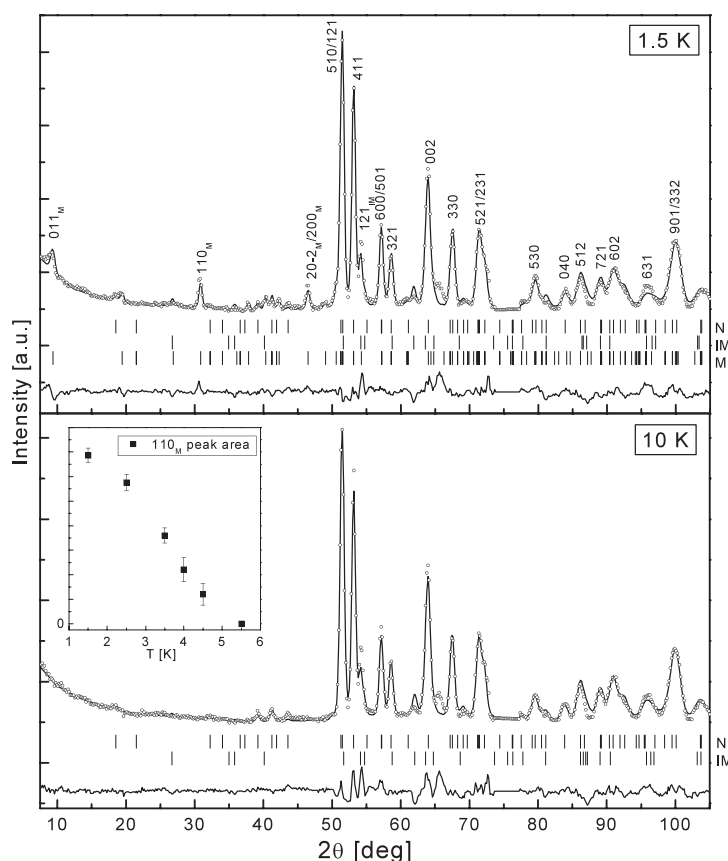 1.5 K
510/121
411
002
901/332
011M
110M
20-2M/200M
121IM
600/501
321
330
521/231
530
040
512
721
602
631
N
IM
M
Intensity [a.u.]
10 K
110M peak area
0
1 2 3 4 5 6
T [K]
N
IM
10 20 30 40 50 60 70 80 90 100
2θ [deg]